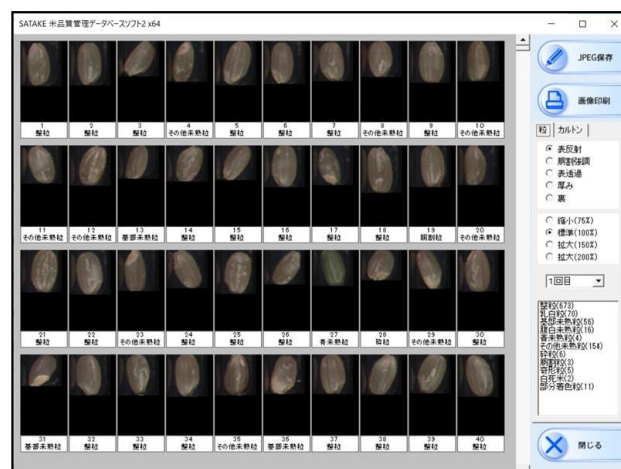 SATAKE 米品質管理データベースソフト2 x64
1 2 3 4 5 6 7 8 9 10
整粒 整粒 整粒 その他未熟粒 整粒 整粒 整粒 その他未熟粒 整粒 その他未熟粒
11 12 13 14 15 16 17 18 19 20
その他未熟粒 その他未熟粒 基部未熟粒 整粒 整粒 整粒 整粒 整粒 胴割粒 その他未熟粒
21 22 23 24 25 26 27 28 29 30
整粒 整粒 その他未熟粒 整粒 整粒 整粒 青未熟粒 砕粒 その他未熟粒 整粒
31 32 33 34 35 36 37 38 39 40
基部未熟粒 整粒 整粒 整粒 その他未熟粒 基部未熟粒 整粒 整粒 整粒 整粒
JPEG保存
画像印刷
粒 カルトン
表反射
胴割強調
表透過
厚み
裏
縮小(75%)
標準(100%)
拡大(150%)
拡大(200%)
1回目
整粒(673)
乳白粒(70)
基部未熟粒(56)
腹白未熟粒(16)
青未熟粒(4)
その他未熟粒(154)
砕粒(6)
胴割粒(3)
奇形粒(5)
白死米(2)
部分着色粒(11)
閉じる